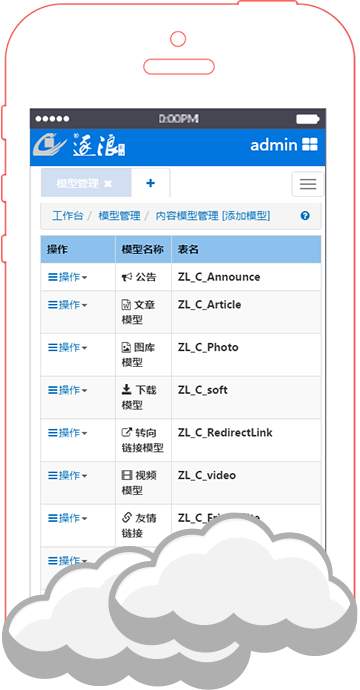 0:00PM
逐浪®
admin
模型管理 ✖ +
工作台 / 模型管理 / 内容模型管理 [添加模型]
操作 模型名称 表名
操作 公告 ZL_C_Announce
操作 文章模型 ZL_C_Article
操作 图库模型 ZL_C_Photo
操作 下载模型 ZL_C_soft
操作 转向链接模型 ZL_C_RedirectLink
操作 视频模型 ZL_C_video
操作 友情链接
操作